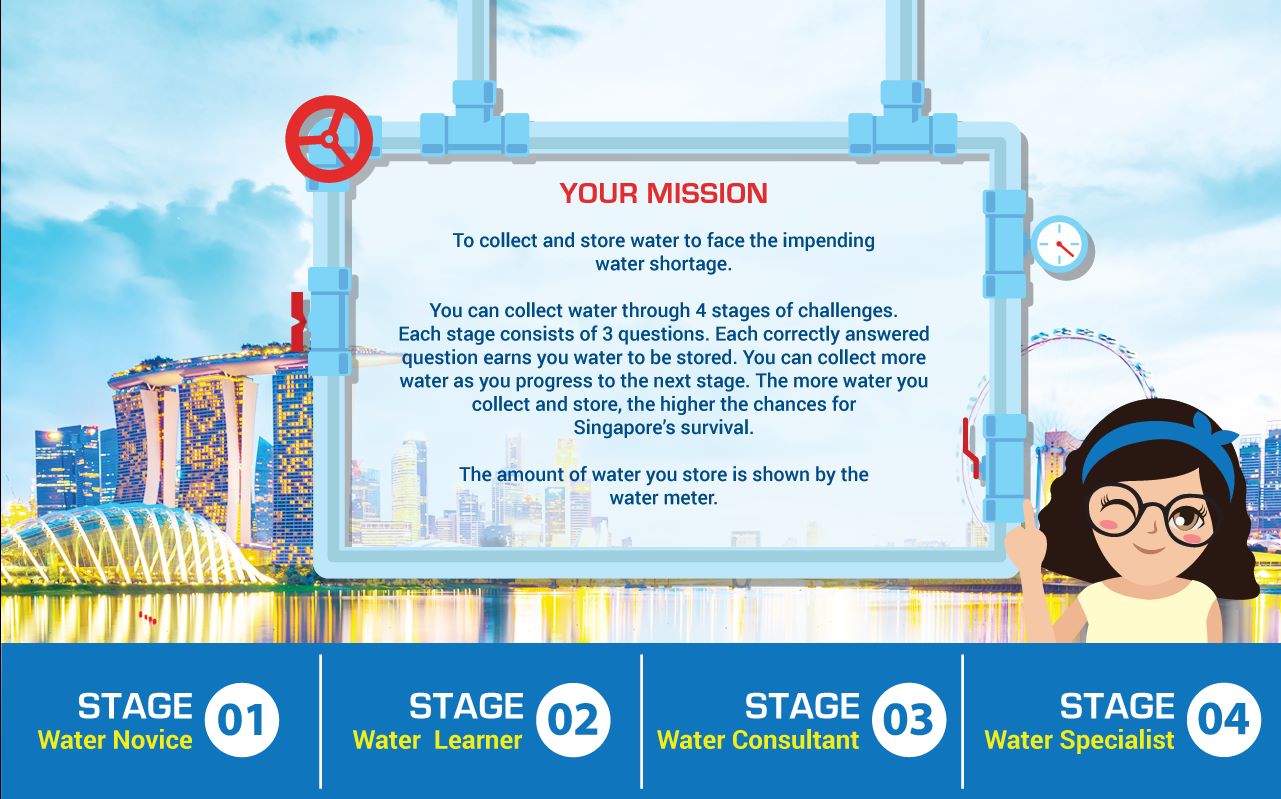 YOUR MISSION
To collect and store water to face the impending
water shortage.
You can collect water through 4 stages of challenges.
Each stage consists of 3 questions. Each correctly answered
question earns you water to be stored. You can collect more
water as you progress to the next stage. The more water you
collect and store, the higher the chances for
Singapore's survival.
The amount of water you store is shown by the
water meter.
STAGE 01
Water Novice
STAGE 02
Water Learner
STAGE 03
Water Consultant
STAGE 04
Water Specialist